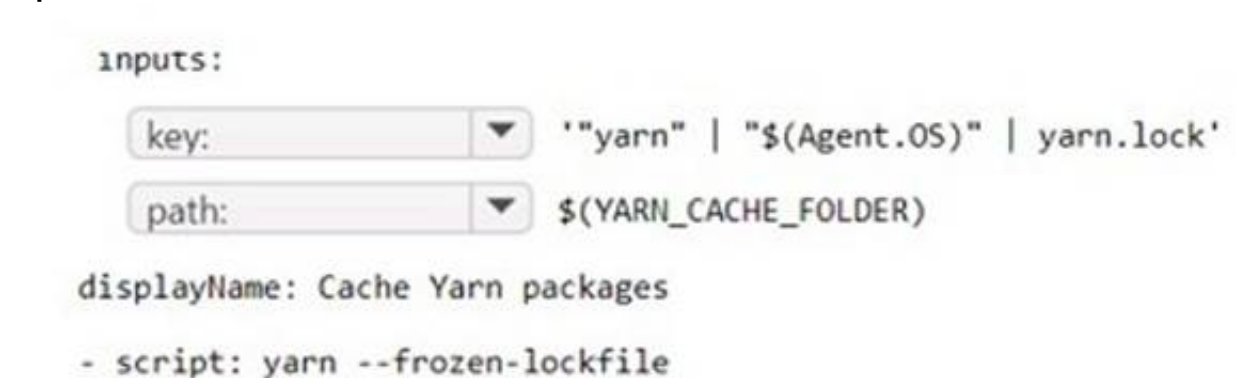 inputs:
key: '"yarn" | "$(Agent.OS)" | yarn.lock'
path: $(YARN_CACHE_FOLDER)
displayName: Cache Yarn packages
- script: yarn --frozen-lockfile